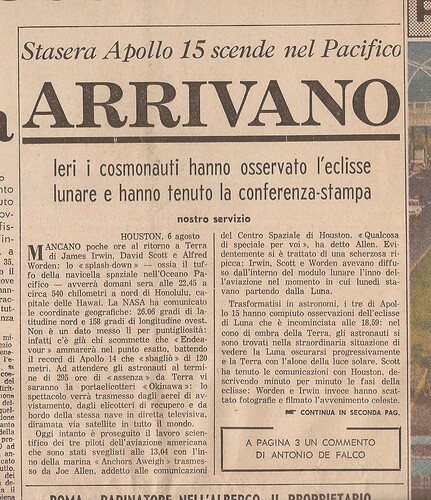 Stasera Apollo 15 scende nel Pacifico
ARRIVANO
Ieri i cosmonauti hanno osservato l'eclisse
lunare e hanno tenuto la conferenza-stampa
nostro servizio
HOUSTON, 6 agosto
MANCANO poche ore al ritorno a Terra
di James Irwin, David Scott e Alfred
Worden: lo «splash-down» — ossia il tuf-
fo della navicella spaziale nell'Oceano Pa-
cifico — avverrà domani sera alle 22.45 a
circa 540 chilometri a nord di Honolulu, ca-
pitale delle Hawai. La NASA ha comunicato
le coordinate geografiche: 26.06 gradi di la-
titudine nord e 158 gradi di longitudine ovest.
Non è un dato messo lì per puntigliosità:
infatti c'è già chi scommette che «Endea-
vour» ammarerà nel punto esatto, battendo
il record di Apollo 14 che «sbagliò» di 120
metri. Ad attendere gli astronauti al termi-
ne di 295 ore di «assenza» da Terra vi
saranno la portaelicotteri «Okinawa»: lo
spettacolo verrà trasmesso dagli aerei di av-
vistamento, dagli elicotteri di recupero e da
bordo della stessa nave in diretta televisiva,
diramata via satellite in tutto il mondo.
Oggi intanto è proseguito il lavoro scien-
tifico dei tre piloti dell'aviazione americana
che sono stati svegliati alle 13,04 con l'in-
no della marina «Anchors Aweigh» trasmes-
so da Joe Allen, addetto alle comunicazioni
del Centro Spaziale di Houston. «Qualcosa
di speciale per voi», ha detto Allen. Eviden-
temente si è trattato di una scherzosa ri-
picca: Irwin, Scott e Worden avevano diffuso
dall'interno del modulo lunare l'inno del-
l'aviazione nel momento in cui lunedì stava-
no partendo dalla Luna.
Trasformatisi in astronomi, i tre di Apol-
lo 15 hanno compiuto osservazioni dell'eclisse
di Luna che è incominciata alle 18.59: nel
cono di ombra della Terra, gli astronauti si
sono trovati nella straordinaria situazione di
vedere la Luna oscurarsi progressivamente
e la Terra con l'alone della luce solare. Scott
ha tenuto le comunicazioni con Houston, de-
scrivendo minuto per minuto le fasi della
eclisse: Worden e Irwin invece hanno scat-
tato fotografie e filmato l'avvenimento celeste.
CONTINUA IN SECONDA PAG.
A PAGINA 3 UN COMMENTO
DI ANTONIO DE FALCO